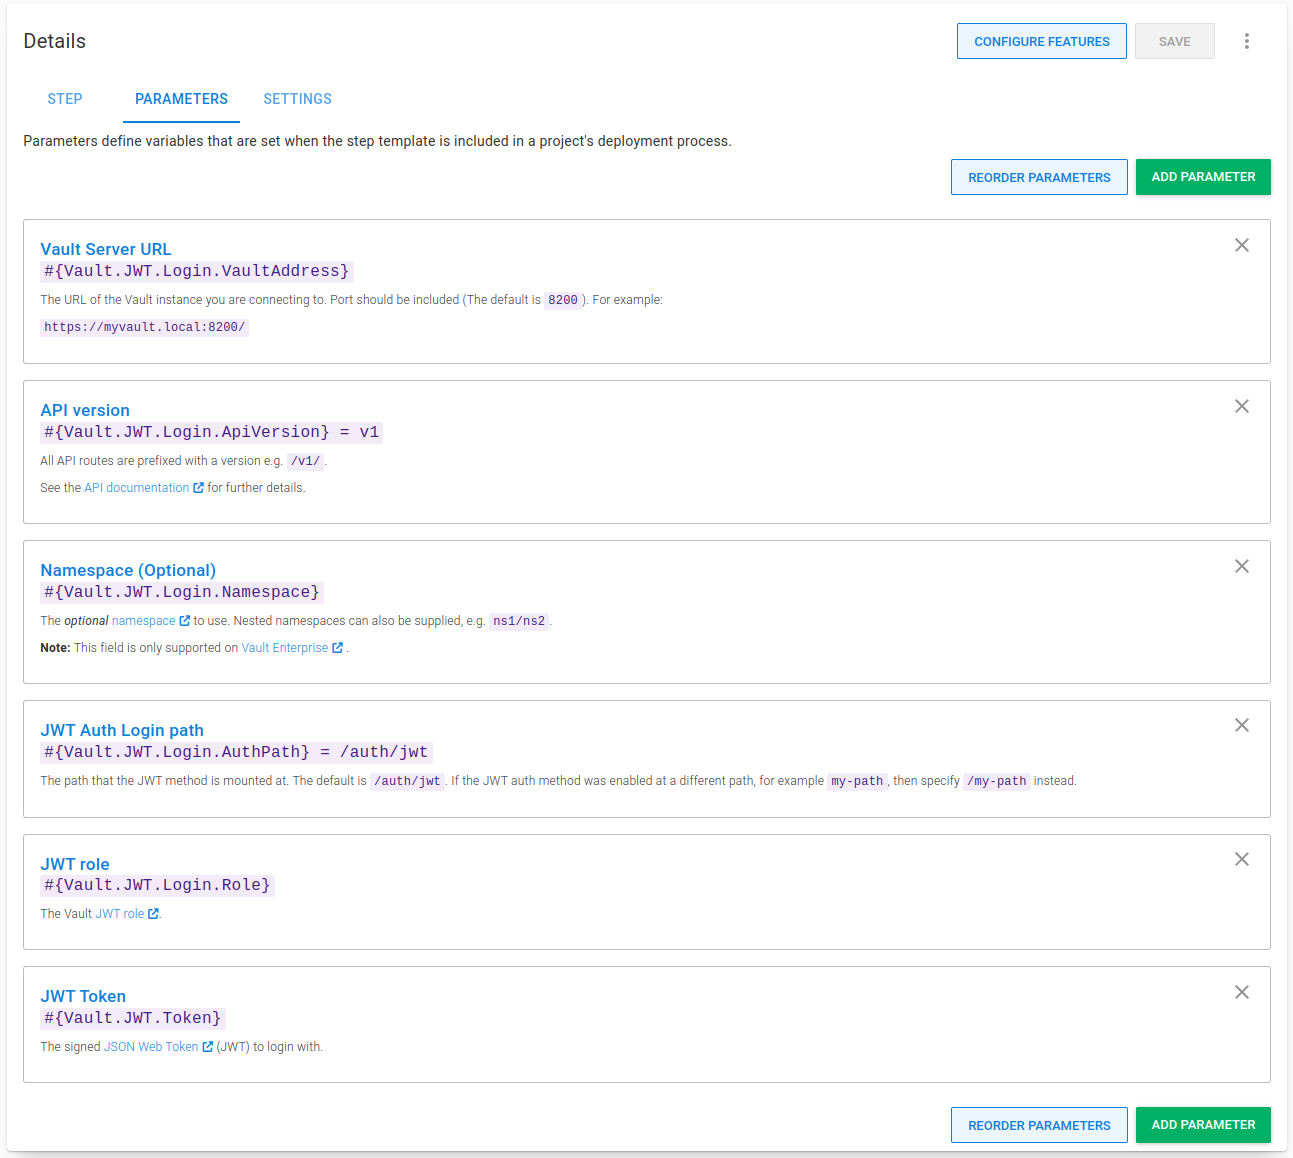 Details
CONFIGURE FEATURES
SAVE
STEP
PARAMETERS
SETTINGS
Parameters define variables that are set when the step template is included in a project's deployment process.
REORDER PARAMETERS
ADD PARAMETER
Vault Server URL
#{Vault.JWT.Login.VaultAddress}
The URL of the Vault instance you are connecting to. Port should be included (The default is 8200). For example:
https://myvault.local:8200/
API version
#{Vault.JWT.Login.ApiVersion} = v1
All API routes are prefixed with a version e.g. /v1/.
See the API documentation for further details.
Namespace (Optional)
#{Vault.JWT.Login.Namespace}
The optional namespace to use. Nested namespaces can also be supplied, e.g. ns1/ns2.
Note: This field is only supported on Vault Enterprise .
JWT Auth Login path
#{Vault.JWT.Login.AuthPath} = /auth/jwt
The path that the JWT method is mounted at. The default is /auth/jwt. If the JWT auth method was enabled at a different path, for example my-path, then specify /my-path instead.
JWT role
#{Vault.JWT.Login.Role}
The Vault JWT role.
JWT Token
#{Vault.JWT.Token}
The signed JSON Web Token (JWT) to login with.
REORDER PARAMETERS
ADD PARAMETER